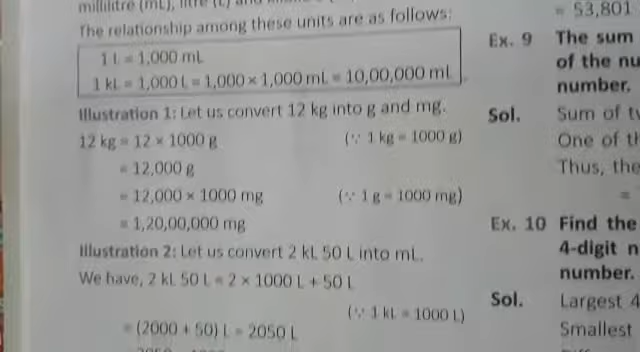 millilitre (mL), litre (L) and
The relationship among these units are as follows:
1 L = 1,000 mL
1 kL = 1,000 L = 1,000 × 1,000 mL = 10,00,000 mL
Illustration 1: Let us convert 12 kg into g and mg.
12 kg = 12 × 1000 g (∵ 1 kg = 1000 g)
= 12,000 g
= 12,000 × 1000 mg (∵ 1 g = 1000 mg)
= 1,20,00,000 mg
Illustration 2: Let us convert 2 kL 50 L into mL.
We have, 2 kL 50 L = 2 × 1000 L + 50 L
(∵ 1 kL = 1000 L)
= (2000 + 50) L = 2050 L
= 53,801
Ex. 9 The sum
of the nu
number.
Sol. Sum of tw
One of th
Thus, the
=
Ex. 10 Find the
4-digit n
number.
Sol. Largest 4
Smallest